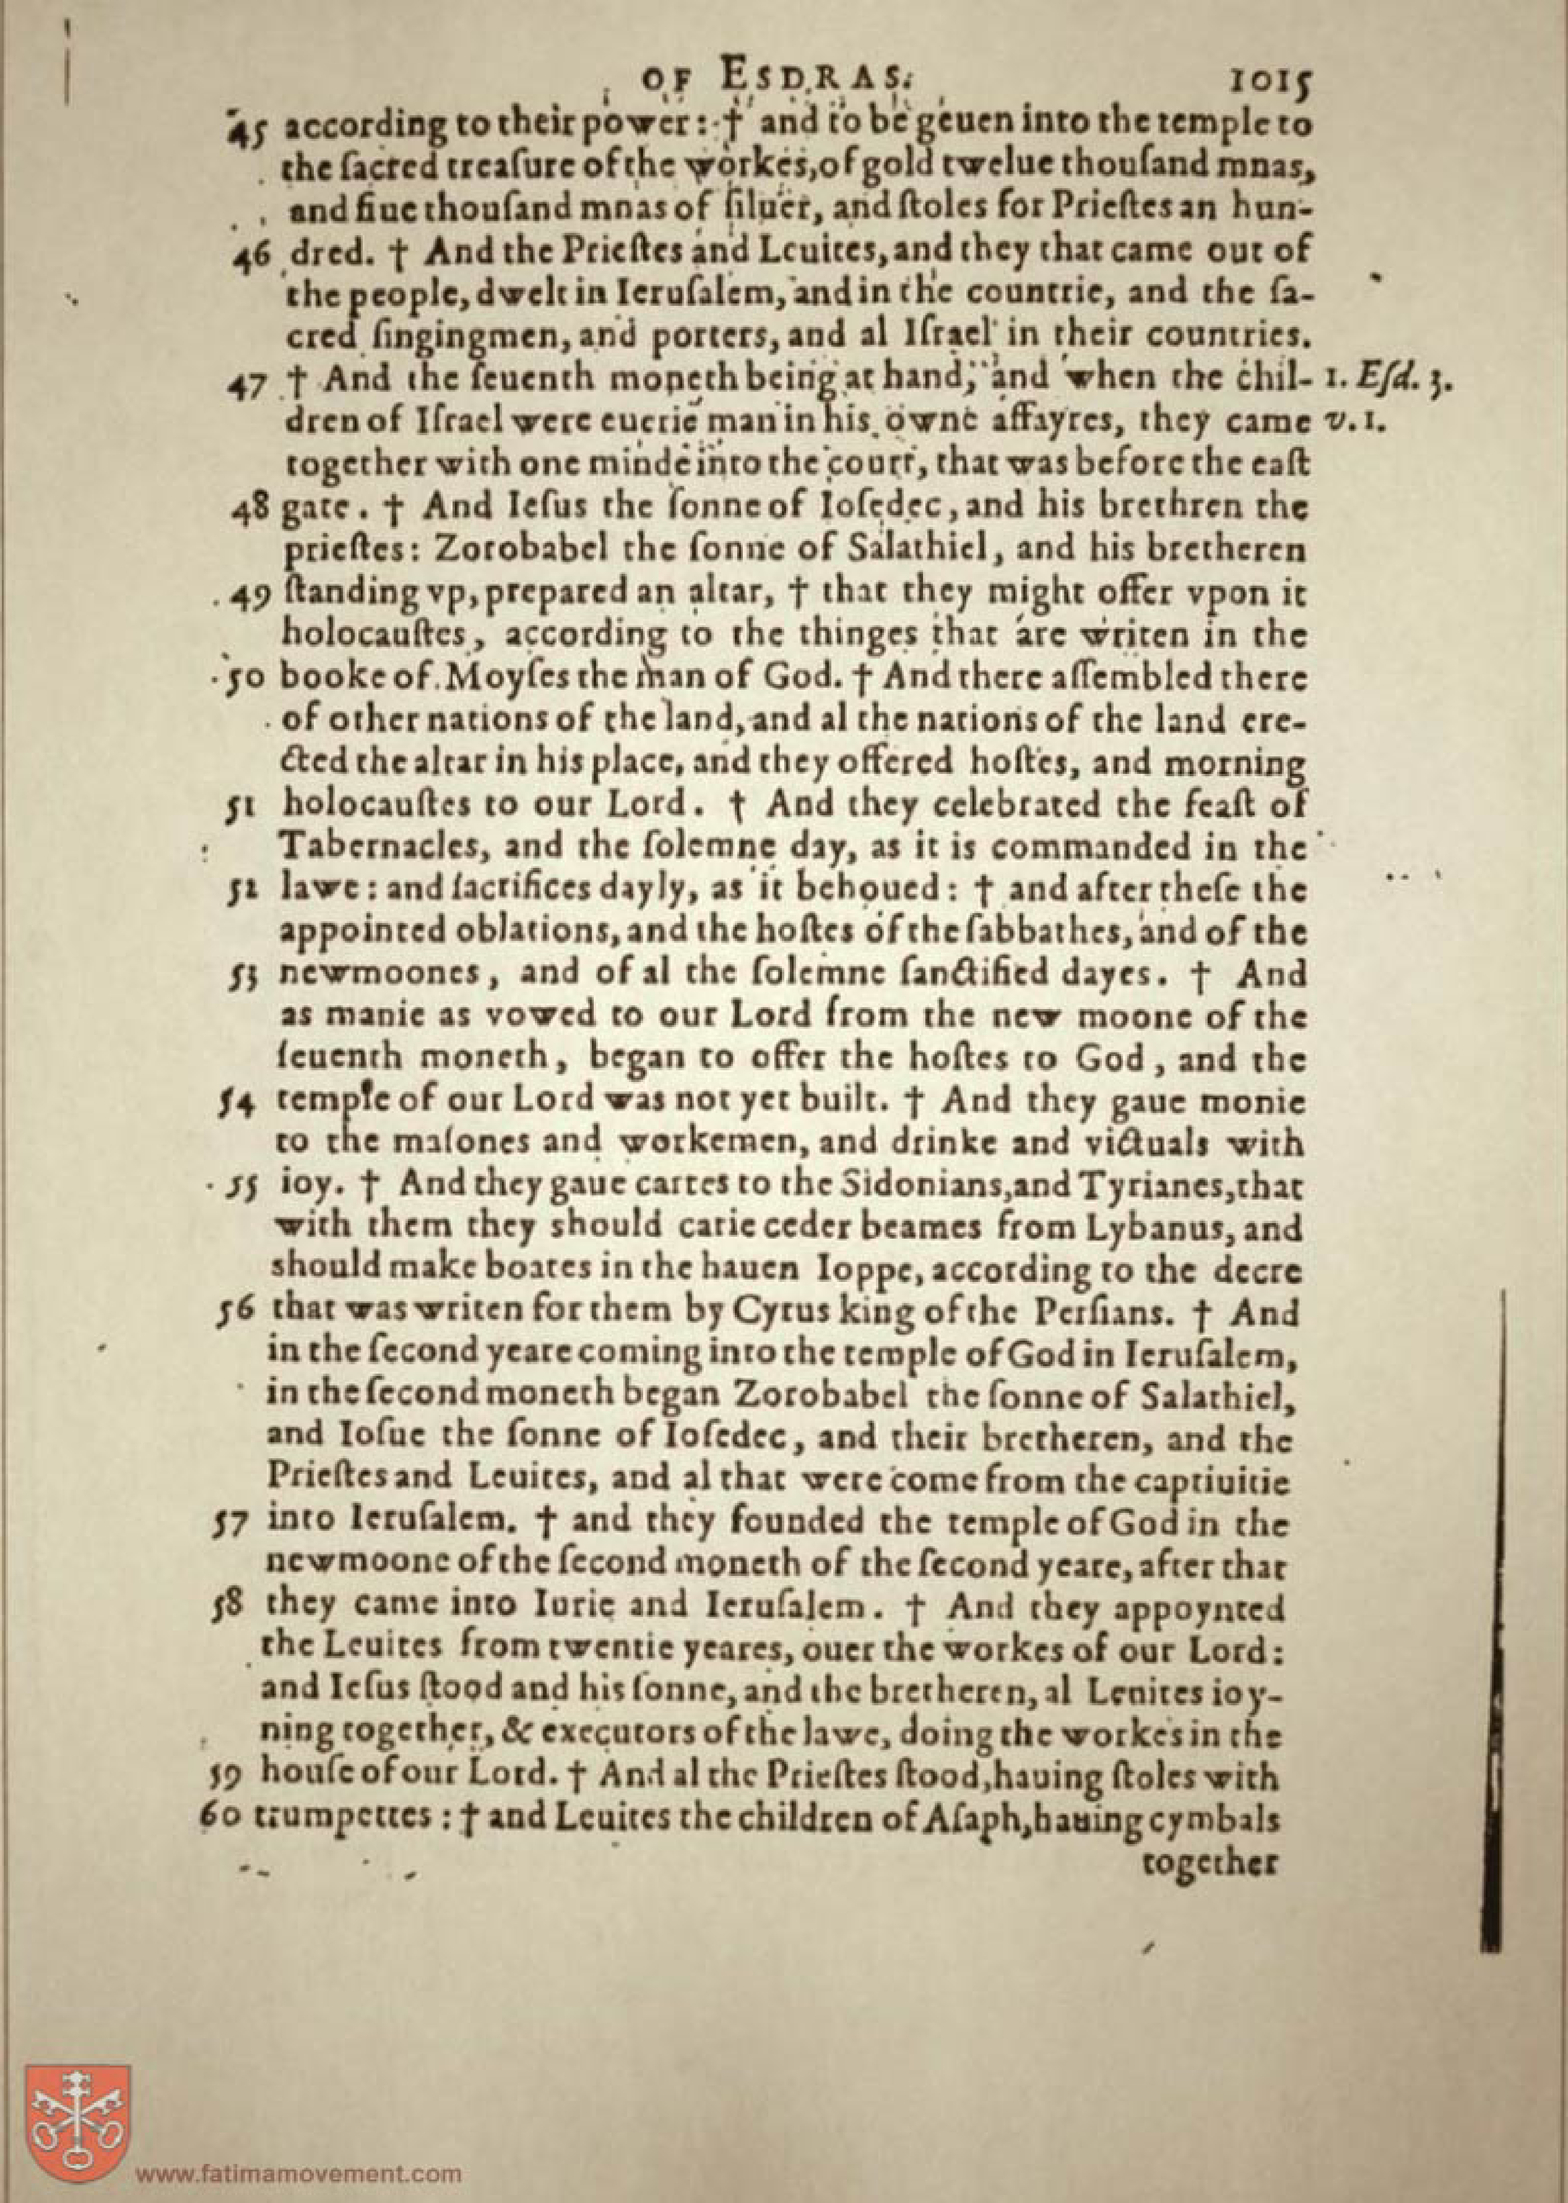 OF ESDRAS. 1015
45 according to their power: † and to be geuen into the temple to
the ſacred treaſure of the workes, of gold twelue thouſand mnas,
and fiue thouſand mnas of ſiluer, and ſtoles for Prieſtes an hun-
46 dred. † And the Prieſtes and Leuites, and they that came out of
the people, dwelt in Ieruſalem, and in the countrie, and the ſa-
cred ſingingmen, and porters, and al Iſrael in their countries.
47 † And the ſeuenth moneth being at hand, and when the chil- 1. Eſd. 3.
dren of Iſrael were euerie man in his owne affayres, they came v. 1.
together with one minde into the court, that was before the eaſt
48 gate. † And Ieſus the ſonne of Ioſedec, and his brethren the
prieſtes: Zorobabel the ſonne of Salathiel, and his bretheren
49 ſtanding vp, prepared an altar, † that they might offer vpon it
holocauſtes, according to the thinges that are writen in the
50 booke of Moyſes the man of God. † And there aſſembled there
of other nations of the land, and al the nations of the land ere-
cted the altar in his place, and they offered hoſtes, and morning
51 holocauſtes to our Lord. † And they celebrated the feaſt of
Tabernacles, and the ſolemne day, as it is commanded in the
52 lawe: and ſacrifices dayly, as it behoued: † and after theſe the
appointed oblations, and the hoſtes of the ſabbathes, and of the
53 newmoones, and of al the ſolemne ſanctified dayes. † And
as manie as vowed to our Lord from the new moone of the
ſeuenth moneth, began to offer the hoſtes to God, and the
54 temple of our Lord was not yet built. † And they gaue monie
to the maſones and workemen, and drinke and victuals with
55 ioy. † And they gaue cartes to the Sidonians, and Tyrianes, that
with them they should carie ceder beames from Lybanus, and
should make boates in the hauen Ioppe, according to the decre
56 that was writen for them by Cyrus king of the Perſians. † And
in the ſecond yeare coming into the temple of God in Ieruſalem,
in the ſecond moneth began Zorobabel the ſonne of Salathiel,
and Ioſue the ſonne of Ioſedec, and their bretheren, and the
Prieſtes and Leuites, and al that were come from the captiuitie
57 into Ieruſalem. † and they founded the temple of God in the
newmoone of the ſecond moneth of the ſecond yeare, after that
58 they came into Iurie and Ieruſalem. † And they appoynted
the Leuites from twentie yeares, ouer the workes of our Lord:
and Ieſus ſtood and his ſonne, and the bretheren, al Lenites ioy-
ning together, & executors of the lawe, doing the workes in the
59 houſe of our Lord. † And al the Prieſtes ſtood, hauing ſtoles with
60 trumpettes: † and Leuites the children of Aſaph, hauing cymbals
together
www.fatimamovement.com